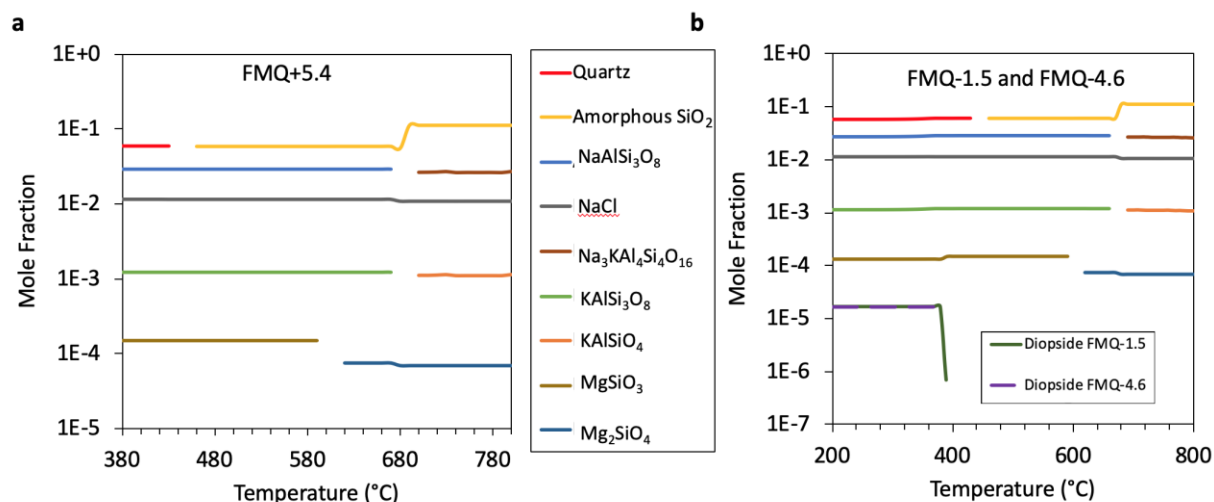 a
1E+0
1E-1
1E-2
1E-3
1E-4
1E-5
Mole Fraction
FMQ+5.4
380
480
580
680
780
Temperature (°C)
Quartz
Amorphous SiO₂
NaAlSi₃O₈
NaCl
Na₃KAl₄Si₄O₁₆
KAlSi₃O₈
KAlSiO₄
MgSiO₃
Mg₂SiO₄
b
1E+0
1E-1
1E-2
1E-3
1E-4
1E-5
1E-6
1E-7
Mole Fraction
FMQ-1.5 and FMQ-4.6
Diopside FMQ-1.5
Diopside FMQ-4.6
200
400
600
800
Temperature (°C)